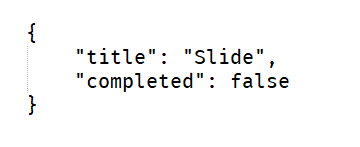 {
    "title": "Slide",
    "completed": false
}